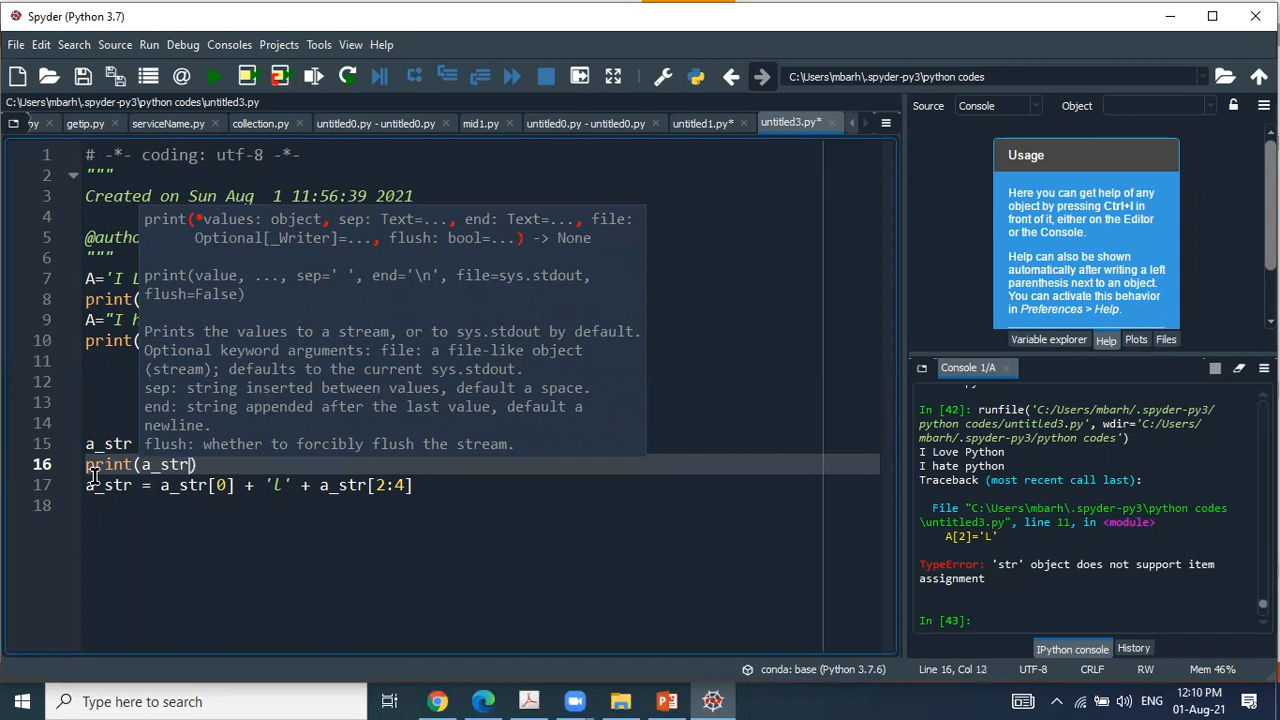 Spyder (Python 3.7)
File Edit Search Source Run Debug Consoles Projects Tools View Help
C:\Users\mbarh\.spyder-py3\python codes
C:\Users\mbarh\.spyder-py3\python codes\untitled3.py
py getip.py serviceName.py collection.py untitled0.py - untitled0.py mid1.py untitled0.py - untitled0.py untitled1.py* untitled3.py*
Source Console Object
1 # -*- coding: utf-8 -*-
2 """
3 Created on Sun Aug 1 11:56:39 2021
4
5 @autho
6 """
7 A='I L
8 print(
9 A="I h
10 print(
11
12
13
14
15 a_str
16 print(a_str)
17 a_str = a_str[0] + 'l' + a_str[2:4]
18
print(*values: object, sep: Text=..., end: Text=..., file:
Optional[_Writer]=..., flush: bool=...) -> None
print(value, ..., sep=' ', end='\n', file=sys.stdout,
flush=False)
Prints the values to a stream, or to sys.stdout by default.
Optional keyword arguments: file: a file-like object
(stream); defaults to the current sys.stdout.
sep: string inserted between values, default a space.
end: string appended after the last value, default a
newline.
flush: whether to forcibly flush the stream.
Usage
Here you can get help of any
object by pressing Ctrl+I in
front of it, either on the Editor
or the Console.
Help can also be shown
automatically after writing a left
parenthesis next to an object.
You can activate this behavior
in Preferences > Help.
Variable explorer Help Plots Files
Console 1/A
In [42]: runfile('C:/Users/mbarh/.spyder-py3/
python codes/untitled3.py', wdir='C:/Users/
mbarh/.spyder-py3/python codes')
I Love Python
I hate python
Traceback (most recent call last):
File "C:\Users\mbarh\.spyder-py3\python codes
\untitled3.py", line 11, in <module>
A[2]='L'
TypeError: 'str' object does not support item
assignment
In [43]:
IPython console History
conda: base (Python 3.7.6) Line 16, Col 12 UTF-8 CRLF RW Mem 46%
Type here to search
ENG
12:10 PM
01-Aug-21